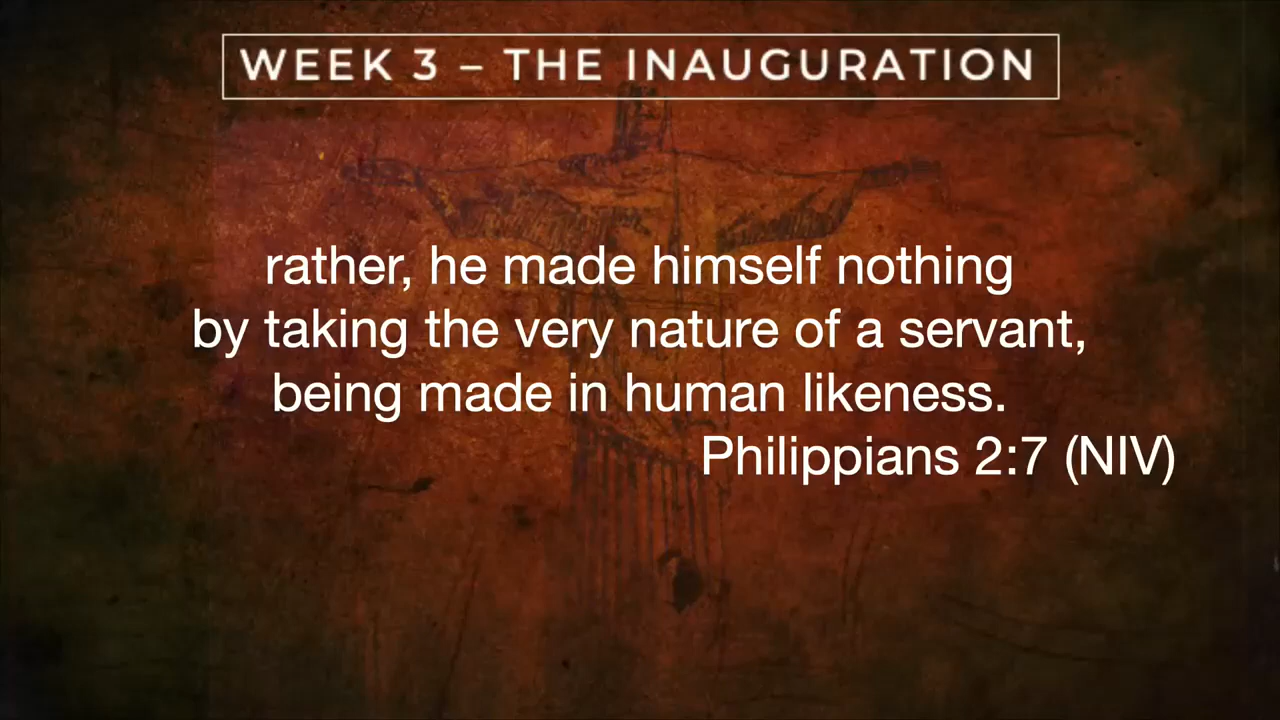 WEEK 3 – THE INAUGURATION
rather, he made himself nothing
by taking the very nature of a servant,
being made in human likeness.
Philippians 2:7 (NIV)